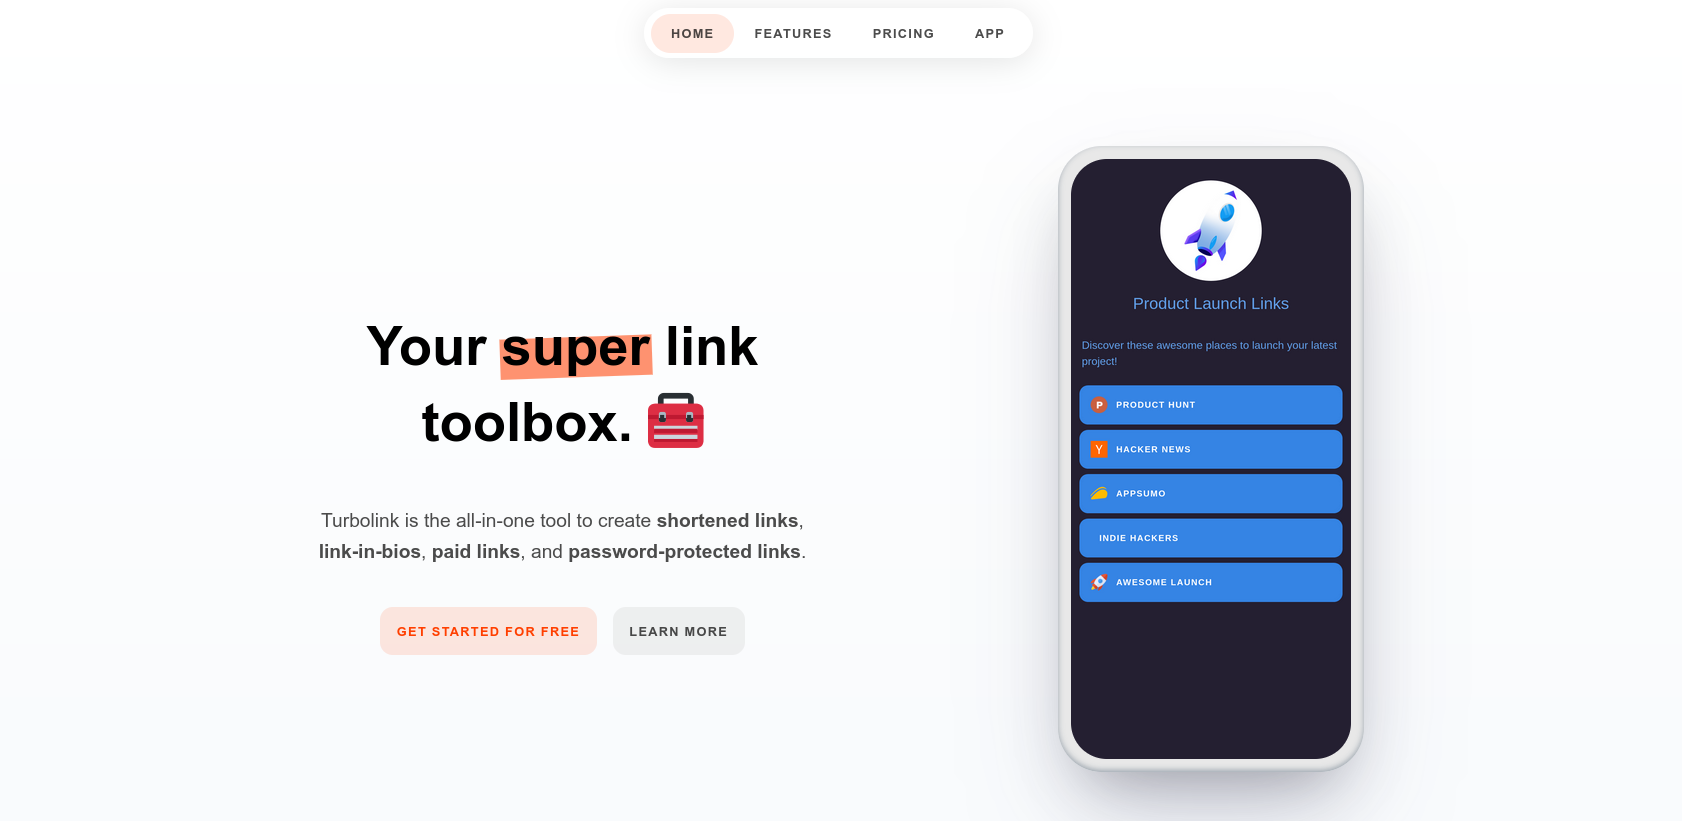 HOME FEATURES PRICING APP
Your super link
toolbox.
Turbolink is the all-in-one tool to create shortened links,
link-in-bios, paid links, and password-protected links.
GET STARTED FOR FREE LEARN MORE
Product Launch Links
Discover these awesome places to launch your latest
project!
P PRODUCT HUNT
Y HACKER NEWS
APPSUMO
INDIE HACKERS
AWESOME LAUNCH